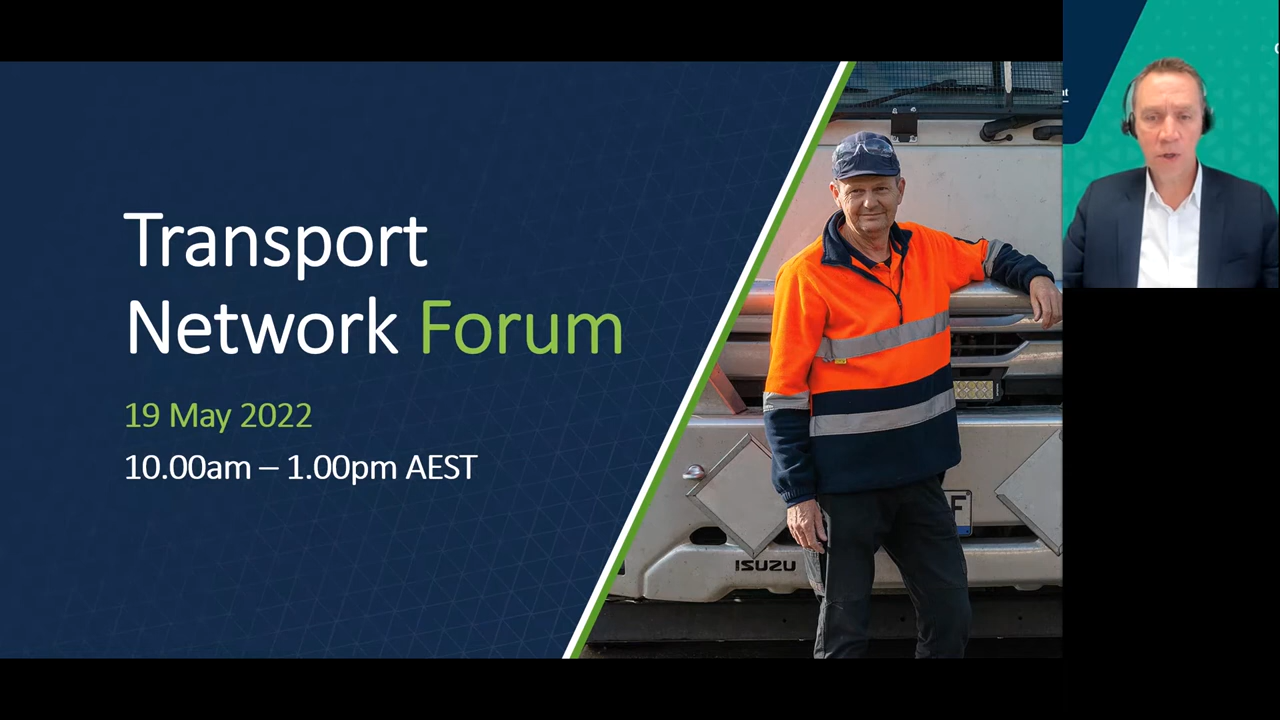 Transport
Network Forum
19 May 2022
10.00am – 1.00pm AEST
ISUZU
F